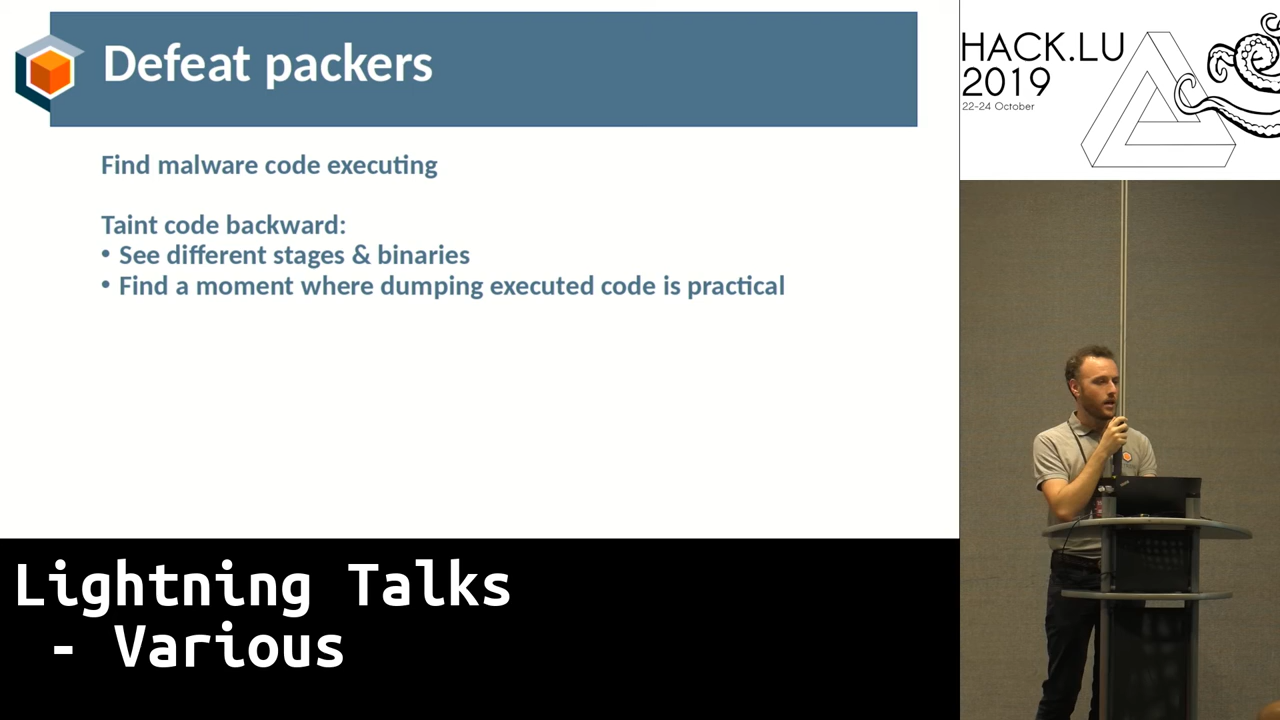 Defeat packers
Find malware code executing
Taint code backward:
• See different stages & binaries
• Find a moment where dumping executed code is practical
HACK.LU
2019
22-24 October
Lightning Talks
- Various